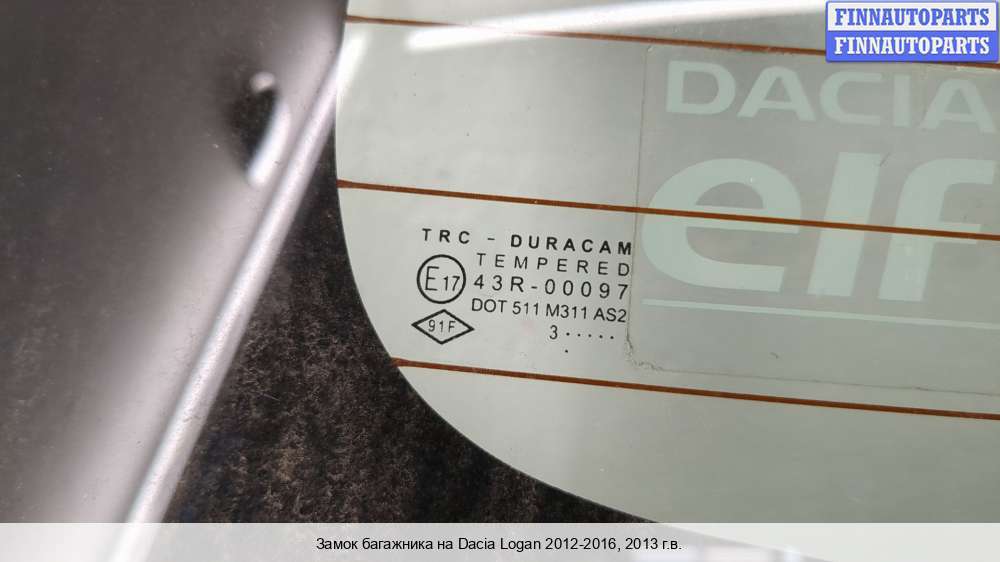 FINNAUTOPARTS
FINNAUTOPARTS
DACIA
elf
TRC - DURACAM
TEMPERED
E17 43R-00097
DOT 511 M311 AS2
91F
3 · · · · ·
·
Замок багажника на Dacia Logan 2012-2016, 2013 г.в.